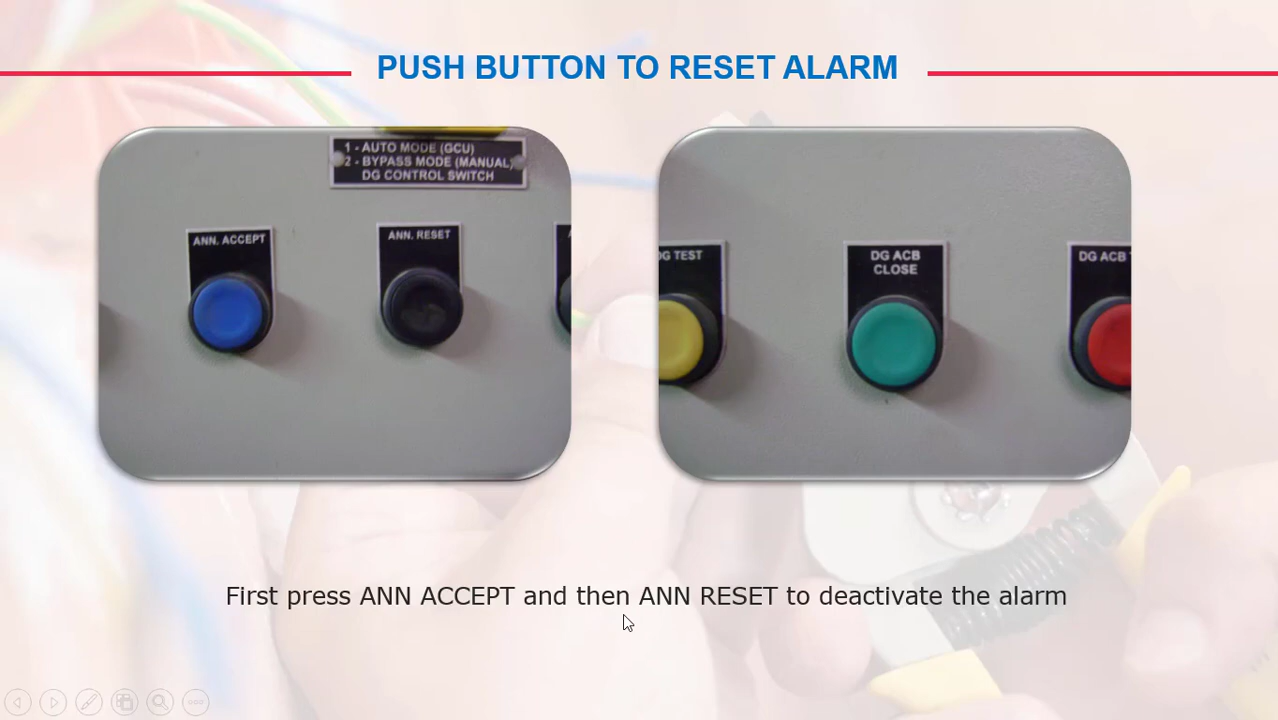 PUSH BUTTON TO RESET ALARM
1 - AUTO MODE (GCU)
2 - BYPASS MODE (MANUAL)
DG CONTROL SWITCH
ANN. ACCEPT
ANN. RESET
DG TEST
DG ACB
CLOSE
DG ACB
First press ANN ACCEPT and then ANN RESET to deactivate the alarm